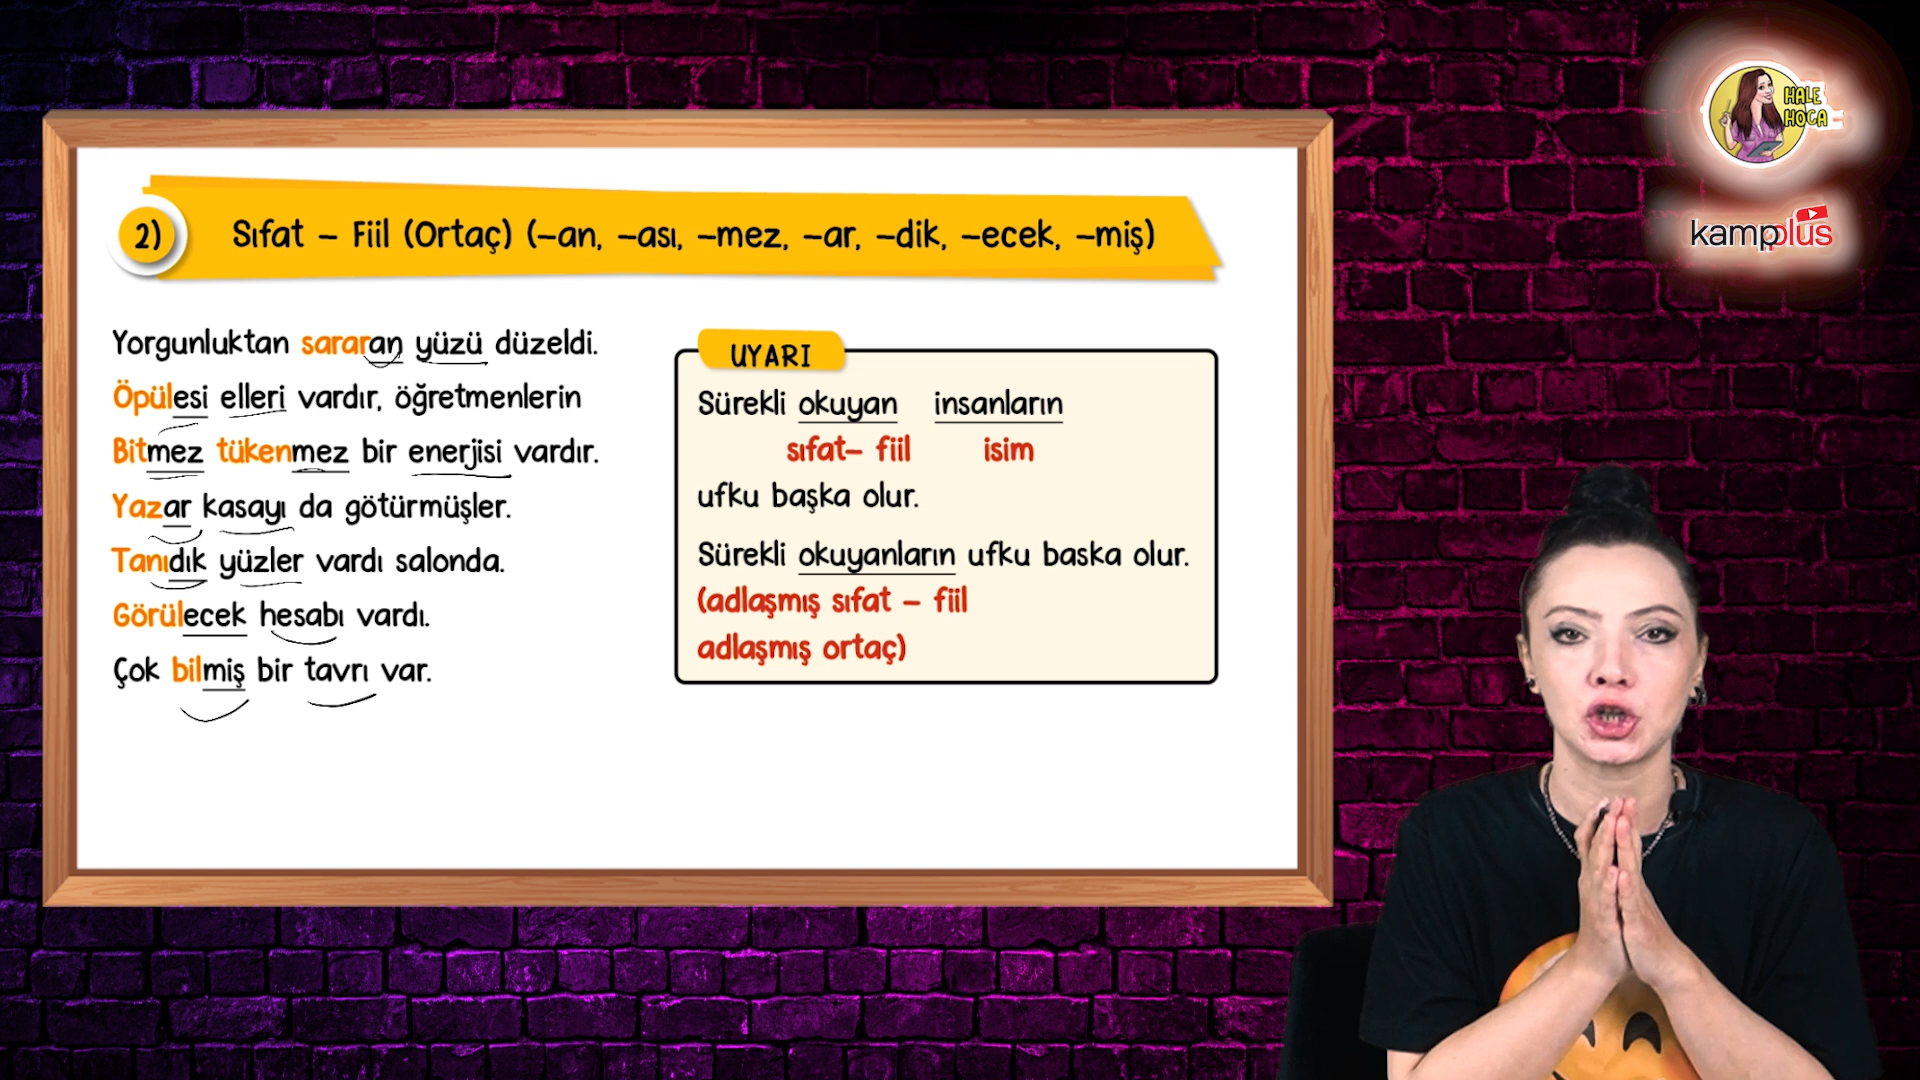 2)
Sıfat – Fiil (Ortaç) (–an, –ası, –mez, –ar, –dik, –ecek, –miş)
Yorgunluktan sararan yüzü düzeldi.
Öpülesi elleri vardır, öğretmenlerin
Bitmez tükenmez bir enerjisi vardır.
Yazar kasayı da götürmüşler.
Tanıdık yüzler vardı salonda.
Görülecek hesabı vardı.
Çok bilmiş bir tavrı var.
UYARI
Sürekli okuyan insanların
sıfat– fiil isim
ufku başka olur.
Sürekli okuyanların ufku baska olur.
(adlaşmış sıfat – fiil
adlaşmış ortaç)
HALE
HOCA
kampplus